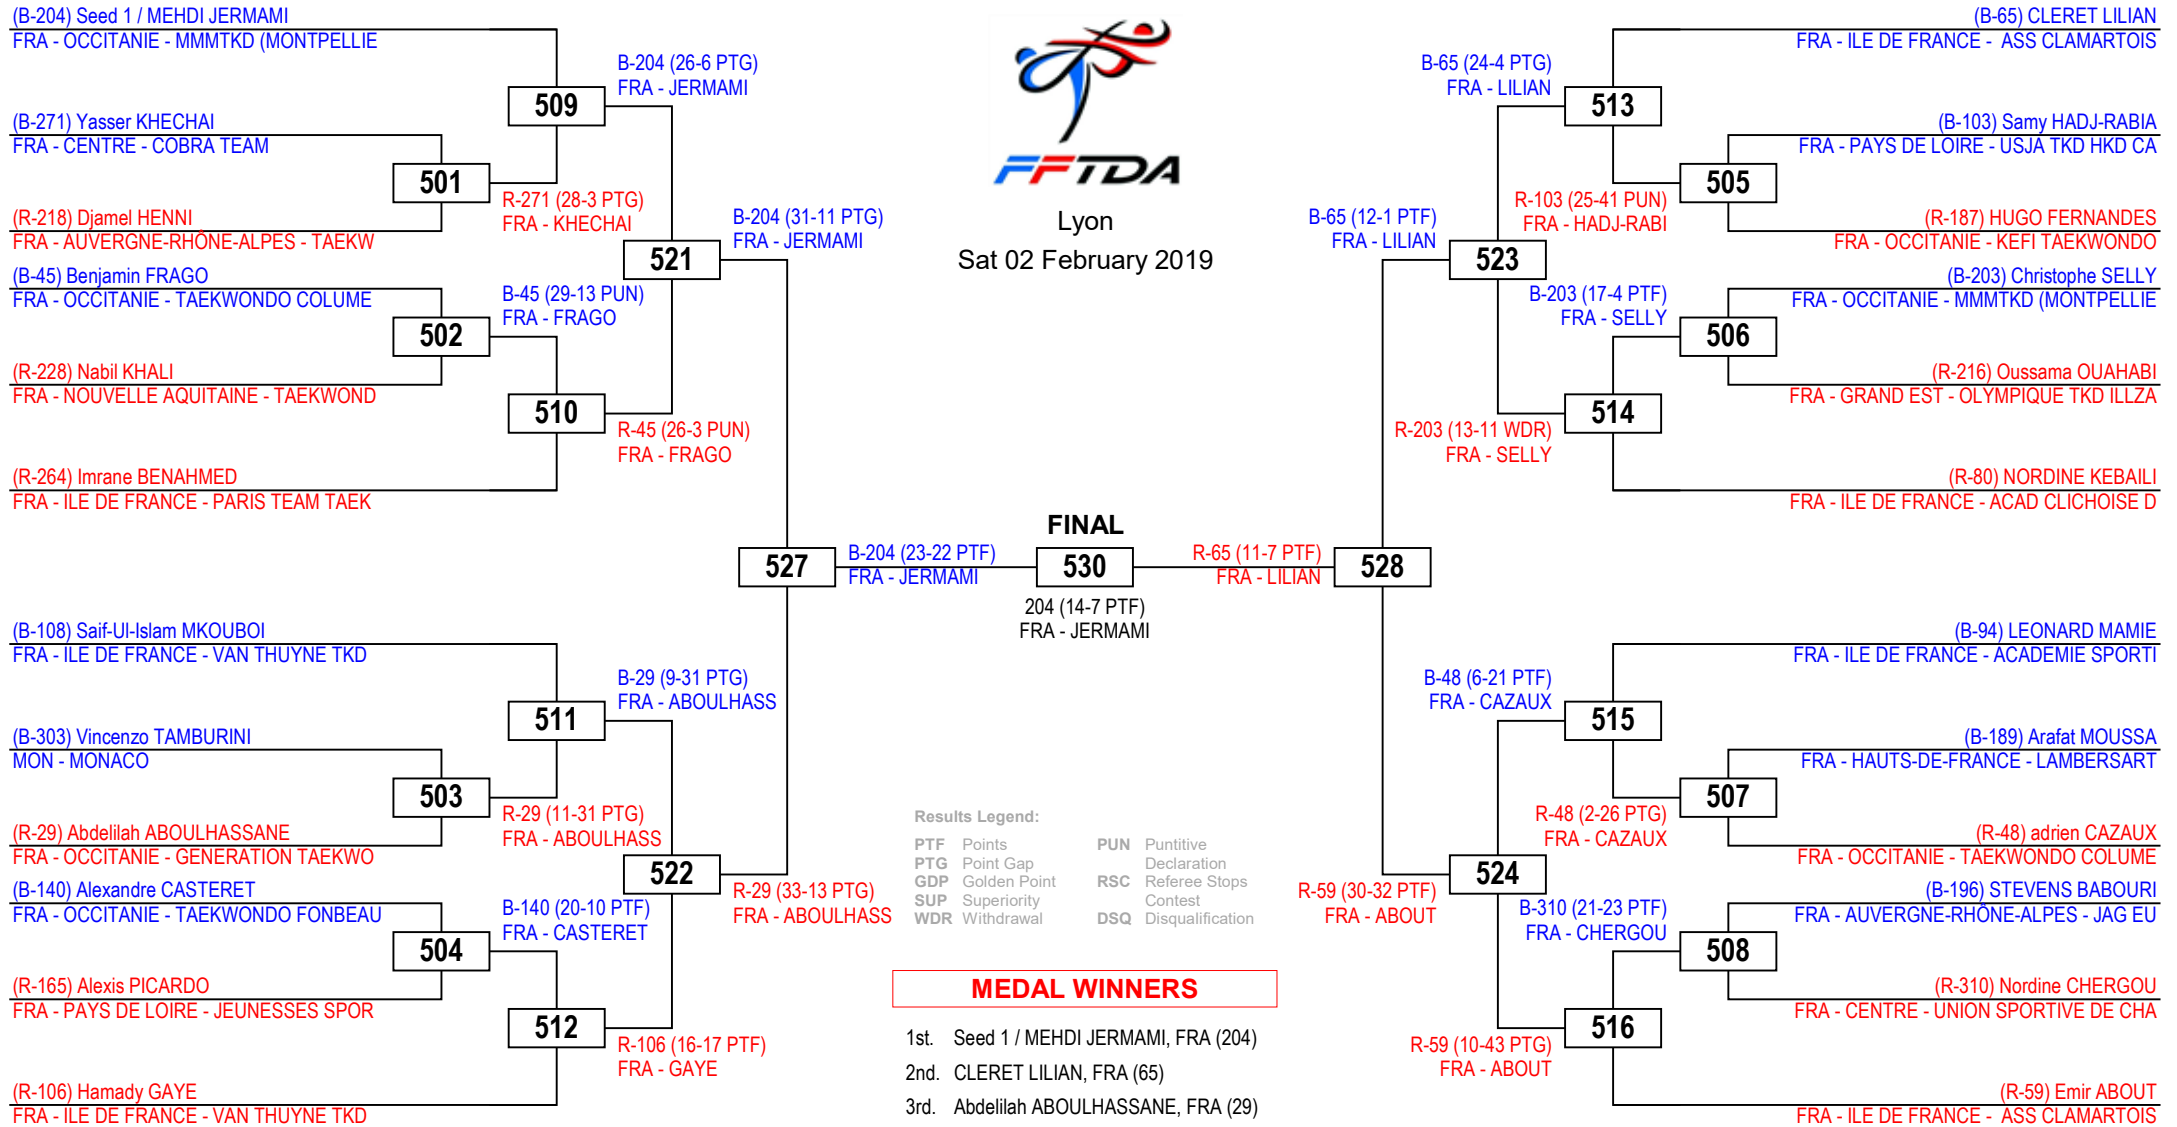 (B-204) Seed 1 / MEHDI JERMAMI
FRA - OCCITANIE - MMMTKD (MONTPELLIE
B-204 (26-6 PTG)
FRA - JERMAMI
509
(B-271) Yasser KHECHAI
FRA - CENTRE - COBRA TEAM
501
R-271 (28-3 PTG)
FRA - KHECHAI
(R-218) Djamel HENNI
FRA - AUVERGNE-RHÔNE-ALPES - TAEKW
B-204 (31-11 PTG)
FRA - JERMAMI
521
(B-45) Benjamin FRAGO
FRA - OCCITANIE - TAEKWONDO COLUME
B-45 (29-13 PUN)
FRA - FRAGO
502
(R-228) Nabil KHALI
FRA - NOUVELLE AQUITAINE - TAEKWOND
510
R-45 (26-3 PUN)
FRA - FRAGO
(R-264) Imrane BENAHMED
FRA - ILE DE FRANCE - PARIS TEAM TAEK
527
B-204 (23-22 PTF)
FRA - JERMAMI
(B-108) Saif-Ul-Islam MKOUBOI
FRA - ILE DE FRANCE - VAN THUYNE TKD
B-29 (9-31 PTG)
FRA - ABOULHASS
511
(B-303) Vincenzo TAMBURINI
MON - MONACO
503
R-29 (11-31 PTG)
FRA - ABOULHASS
(R-29) Abdelilah ABOULHASSANE
FRA - OCCITANIE - GENERATION TAEKWO
522
R-29 (33-13 PTG)
FRA - ABOULHASS
(B-140) Alexandre CASTERET
FRA - OCCITANIE - TAEKWONDO FONBEAU
B-140 (20-10 PTF)
FRA - CASTERET
504
(R-165) Alexis PICARDO
FRA - PAYS DE LOIRE - JEUNESSES SPOR
512
R-106 (16-17 PTF)
FRA - GAYE
(R-106) Hamady GAYE
FRA - ILE DE FRANCE - VAN THUYNE TKD
FFTDA
Lyon
Sat 02 February 2019
FINAL
530
204 (14-7 PTF)
FRA - JERMAMI
Results Legend:
PTF Points
PTG Point Gap
GDP Golden Point
SUP Superiority
WDR Withdrawal
PUN Puntitive
Declaration
RSC Referee Stops
Contest
DSQ Disqualification
MEDAL WINNERS
1st. Seed 1 / MEHDI JERMAMI, FRA (204)
2nd. CLERET LILIAN, FRA (65)
3rd. Abdelilah ABOULHASSANE, FRA (29)
(B-65) CLERET LILIAN
FRA - ILE DE FRANCE - ASS CLAMARTOIS
B-65 (24-4 PTG)
FRA - LILIAN
513
(B-103) Samy HADJ-RABIA
FRA - PAYS DE LOIRE - USJA TKD HKD CA
505
R-103 (25-41 PUN)
FRA - HADJ-RABI
(R-187) HUGO FERNANDES
FRA - OCCITANIE - KEFI TAEKWONDO
B-65 (12-1 PTF)
FRA - LILIAN
523
(B-203) Christophe SELLY
FRA - OCCITANIE - MMMTKD (MONTPELLIE
B-203 (17-4 PTF)
FRA - SELLY
506
(R-216) Oussama OUAHABI
FRA - GRAND EST - OLYMPIQUE TKD ILLZA
514
R-203 (13-11 WDR)
FRA - SELLY
(R-80) NORDINE KEBAILI
FRA - ILE DE FRANCE - ACAD CLICHOISE D
R-65 (11-7 PTF)
FRA - LILIAN
528
(B-94) LEONARD MAMIE
FRA - ILE DE FRANCE - ACADEMIE SPORTI
B-48 (6-21 PTF)
FRA - CAZAUX
515
(B-189) Arafat MOUSSA
FRA - HAUTS-DE-FRANCE - LAMBERSART
507
R-48 (2-26 PTG)
FRA - CAZAUX
(R-48) adrien CAZAUX
FRA - OCCITANIE - TAEKWONDO COLUME
524
R-59 (30-32 PTF)
FRA - ABOUT
(B-196) STEVENS BABOURI
FRA - AUVERGNE-RHÔNE-ALPES - JAG EU
B-310 (21-23 PTF)
FRA - CHERGOU
508
(R-310) Nordine CHERGOU
FRA - CENTRE - UNION SPORTIVE DE CHA
516
R-59 (10-43 PTG)
FRA - ABOUT
(R-59) Emir ABOUT
FRA - ILE DE FRANCE - ASS CLAMARTOIS